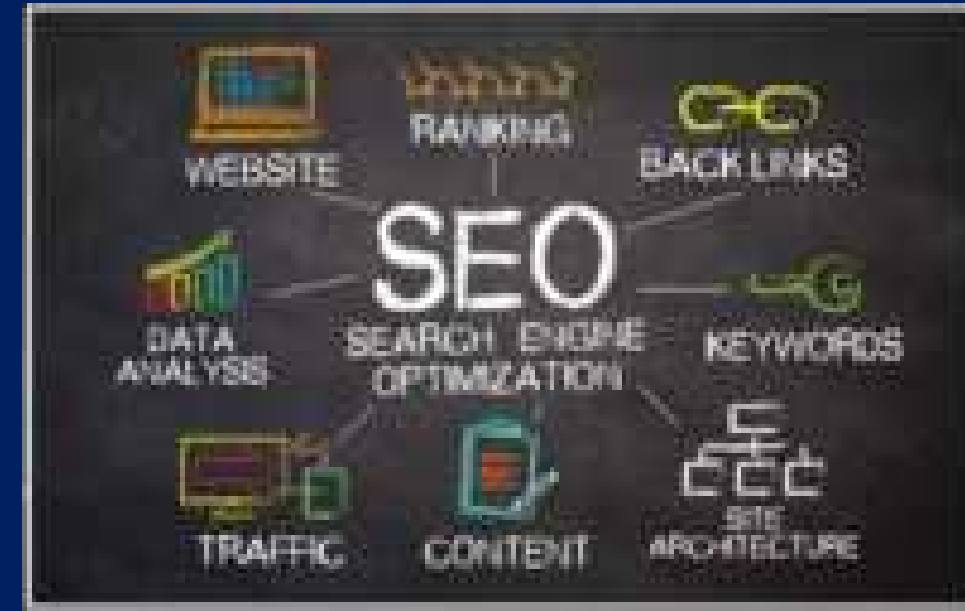 RANKING
WEBSITE
BACK LINKS
SEO
SEARCH ENGINE
OPTIMIZATION
DATA
ANALYSIS
KEYWORDS
TRAFFIC
CONTENT
SITE
ARCHITECTURE